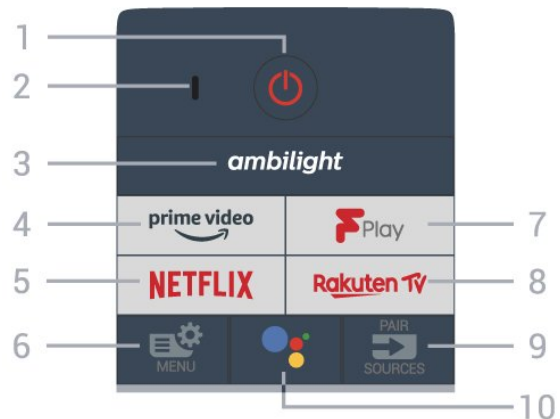 1
2
3
ambilight
4
prime video
FPlay
7
5
NETFLIX
Rakuten TV
8
6
MENU
PAIR
SOURCES
9
10